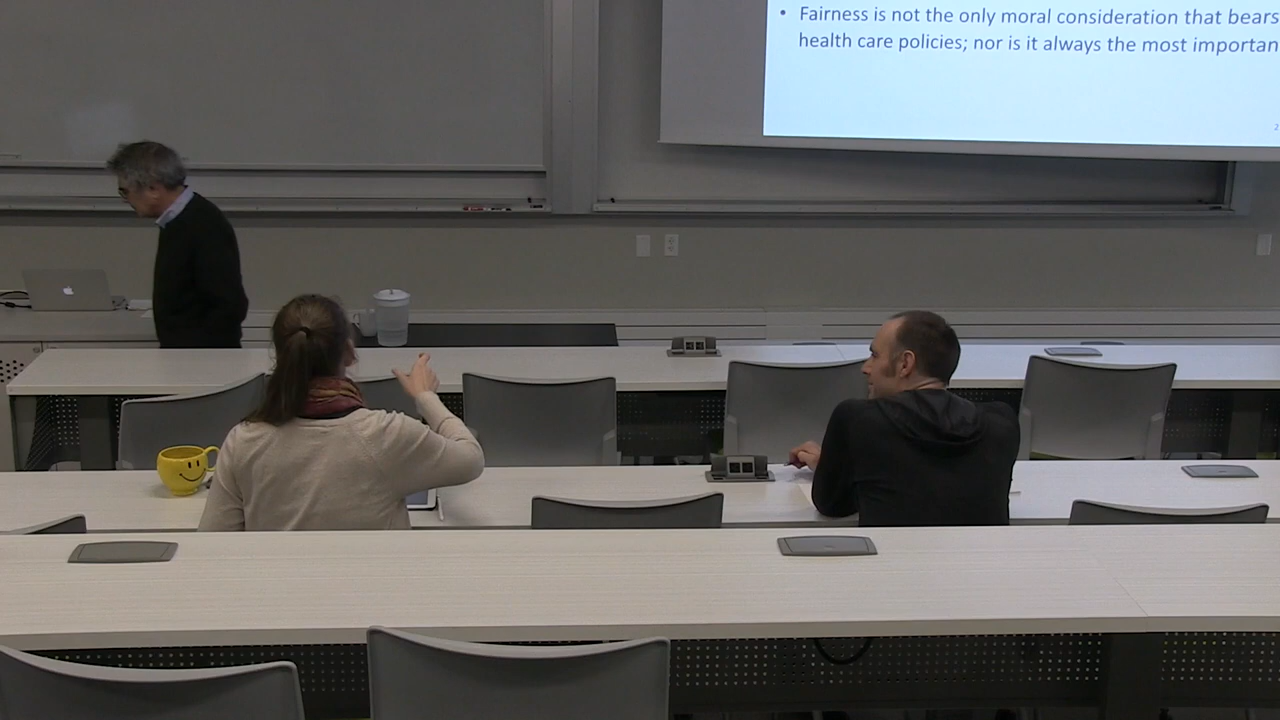 • Fairness is not the only moral consideration that bears
health care policies; nor is it always the most importan
2